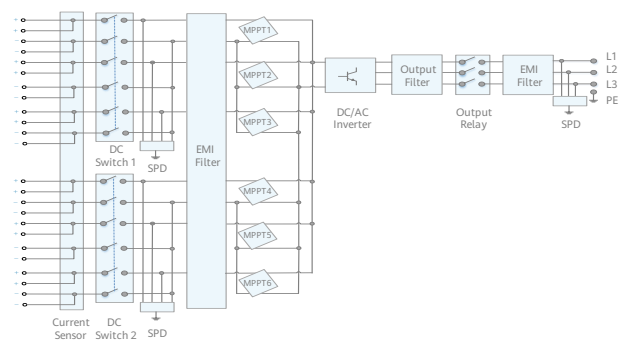 MPPT1
MPPT2
MPPT3
MPPT4
MPPT5
MPPT6
DC
Switch 1
SPD
EMI
Filter
DC/AC
Inverter
Output
Filter
Output
Relay
EMI
Filter
SPD
L1
L2
L3
PE
Current
Sensor
DC
Switch 2
SPD